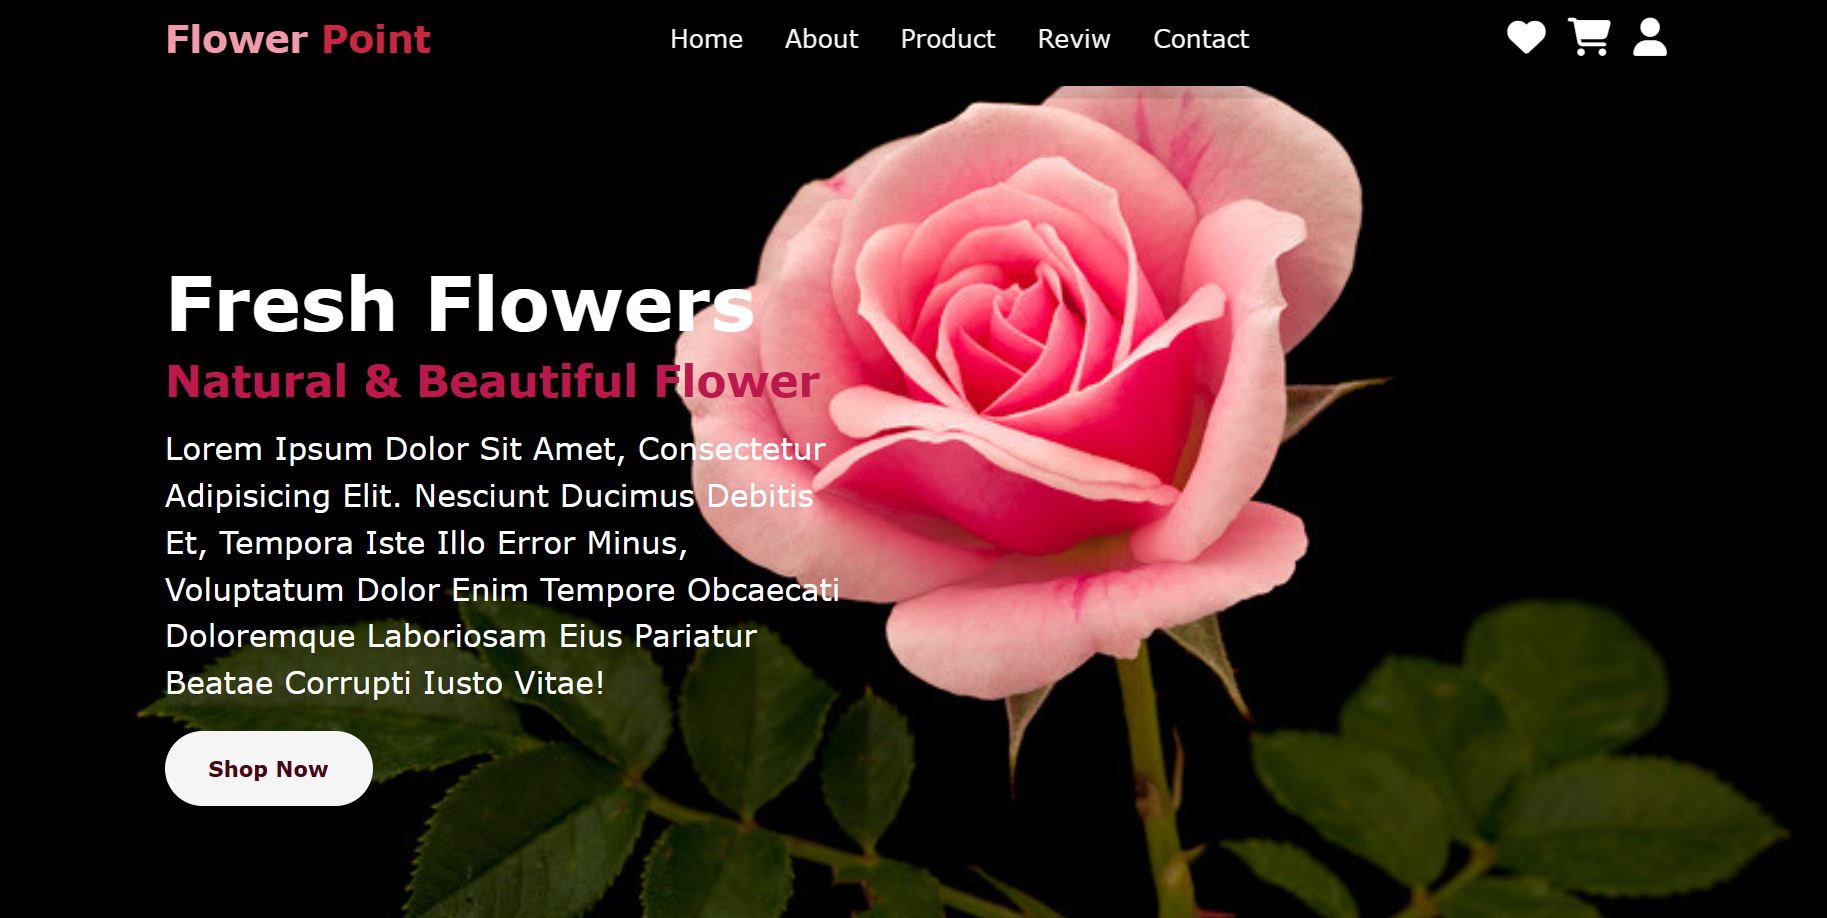 Flower Point
Home About Product Reviw Contact
Fresh Flowers
Natural & Beautiful Flower
Lorem Ipsum Dolor Sit Amet, Consectetur
Adipisicing Elit. Nesciunt Ducimus Debitis
Et, Tempora Iste Illo Error Minus,
Voluptatum Dolor Enim Tempore Obcaecati
Doloremque Laboriosam Eius Pariatur
Beatae Corrupti Iusto Vitae!
Shop Now